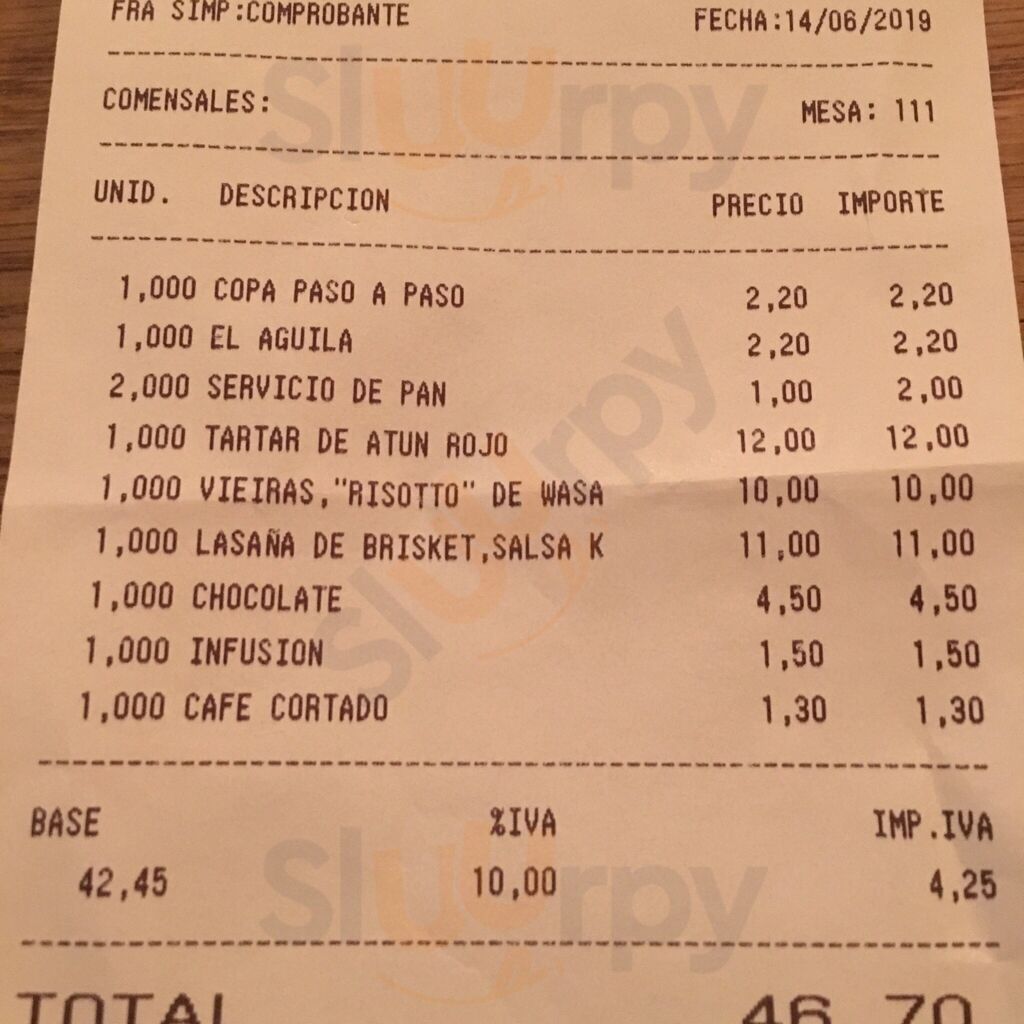 FRA SIMP:COMPROBANTE FECHA:14/06/2019
COMENSALES: MESA: 111
UNID. DESCRIPCION PRECIO IMPORTE
1,000 COPA PASO A PASO 2,20 2,20
1,000 EL AGUILA 2,20 2,20
2,000 SERVICIO DE PAN 1,00 2,00
1,000 TARTAR DE ATUN ROJO 12,00 12,00
1,000 VIEIRAS,"RISOTTO" DE WASA 10,00 10,00
1,000 LASAÑA DE BRISKET,SALSA K 11,00 11,00
1,000 CHOCOLATE 4,50 4,50
1,000 INFUSION 1,50 1,50
1,000 CAFE CORTADO 1,30 1,30
BASE %IVA IMP.IVA
42,45 10,00 4,25
TOTAL 46,70
Sluurpy
Sluurpy
Sluurpy